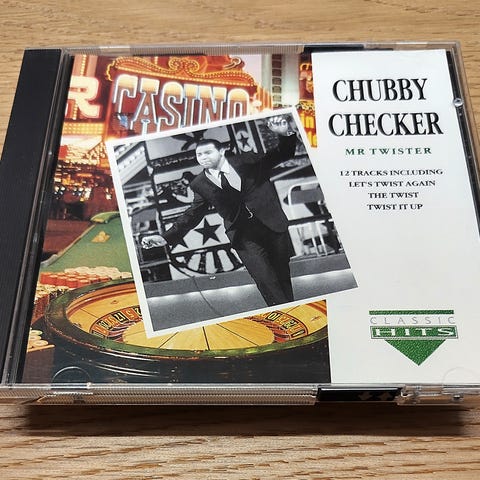 R
CASINO
CHUBBY
CHECKER
MR TWISTER
12 TRACKS INCLUDING
LET'S TWIST AGAIN
THE TWIST
TWIST IT UP
CLASSIC
HITS